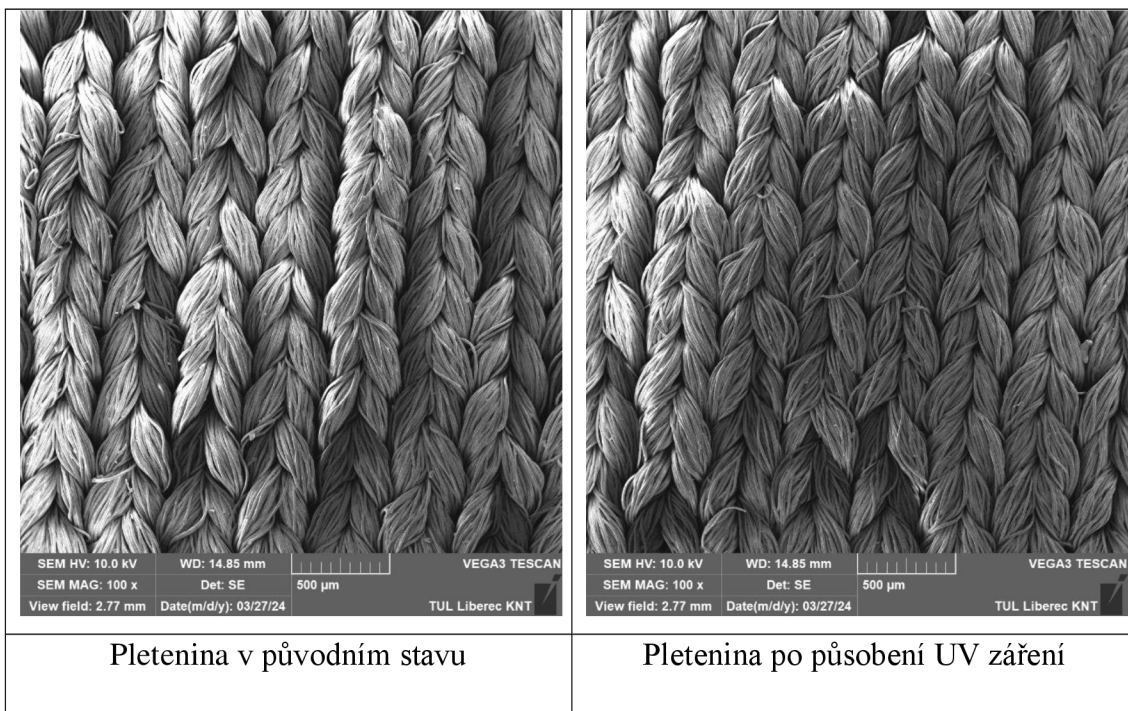 SEM HV: 10.0 kV WD: 14.85 mm VEGA3 TESCAN
SEM MAG: 100 x Det: SE 500 µm
View field: 2.77 mm Date(m/d/y): 03/27/24 TUL Liberec KNT
SEM HV: 10.0 kV WD: 14.85 mm VEGA3 TESCAN
SEM MAG: 100 x Det: SE 500 µm
View field: 2.77 mm Date(m/d/y): 03/27/24 TUL Liberec KNT
Pletenina v původním stavu
Pletenina po působení UV záření